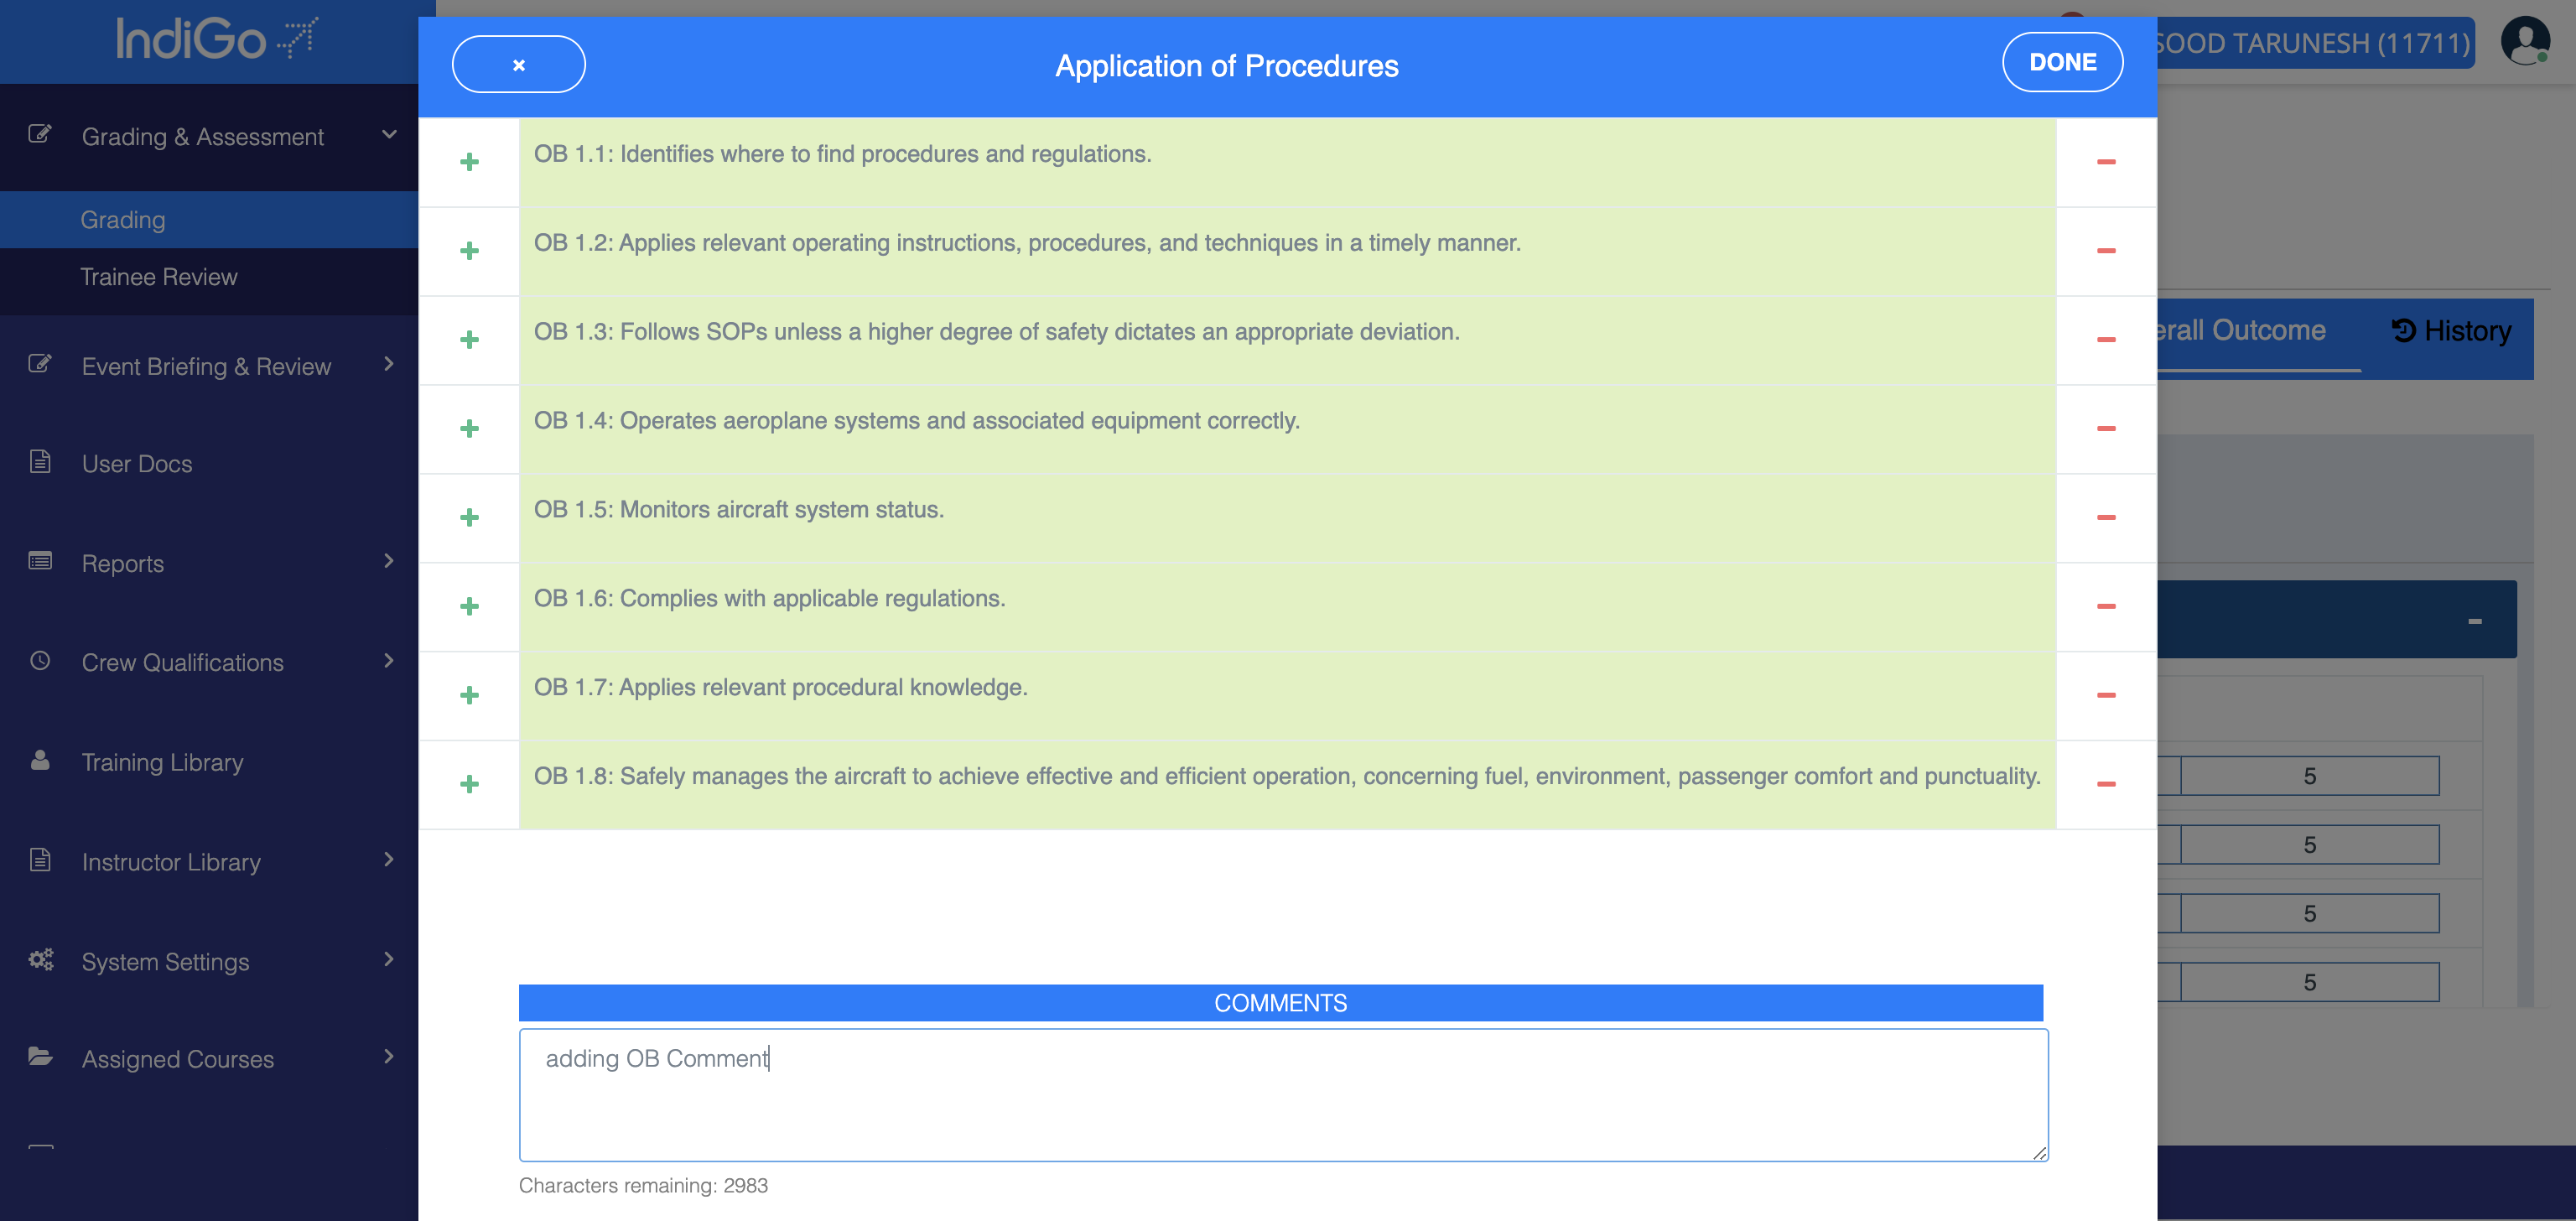 IndiGo
SOOD TARUNESH (11711)
× Application of Procedures DONE
Grading & Assessment
Grading
Trainee Review
Event Briefing & Review
User Docs
Reports
Crew Qualifications
Training Library
Instructor Library
System Settings
Assigned Courses
+ OB 1.1: Identifies where to find procedures and regulations. −
+ OB 1.2: Applies relevant operating instructions, procedures, and techniques in a timely manner. −
+ OB 1.3: Follows SOPs unless a higher degree of safety dictates an appropriate deviation. −
+ OB 1.4: Operates aeroplane systems and associated equipment correctly. −
+ OB 1.5: Monitors aircraft system status. −
+ OB 1.6: Complies with applicable regulations. −
+ OB 1.7: Applies relevant procedural knowledge. −
+ OB 1.8: Safely manages the aircraft to achieve effective and efficient operation, concerning fuel, environment, passenger comfort and punctuality. −
COMMENTS
adding OB Comment
Characters remaining: 2983
erall Outcome History
5
5
5
5